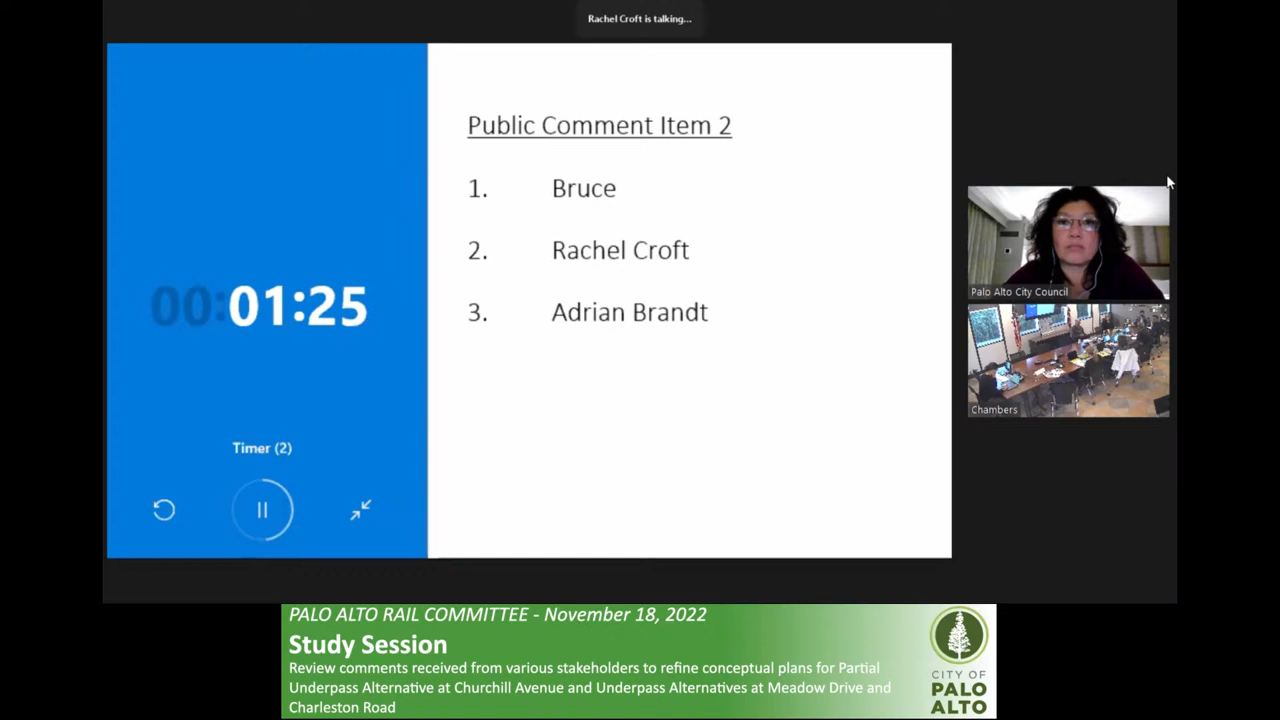 Rachel Croft is talking...
Public Comment Item 2
1. Bruce
2. Rachel Croft
3. Adrian Brandt
00:01:25
Timer (2)
Palo Alto City Council
Chambers
PALO ALTO RAIL COMMITTEE - November 18, 2022
Study Session
Review comments received from various stakeholders to refine conceptual plans for Partial
Underpass Alternative at Churchill Avenue and Underpass Alternatives at Meadow Drive and
Charleston Road
CITY OF
PALO
ALTO